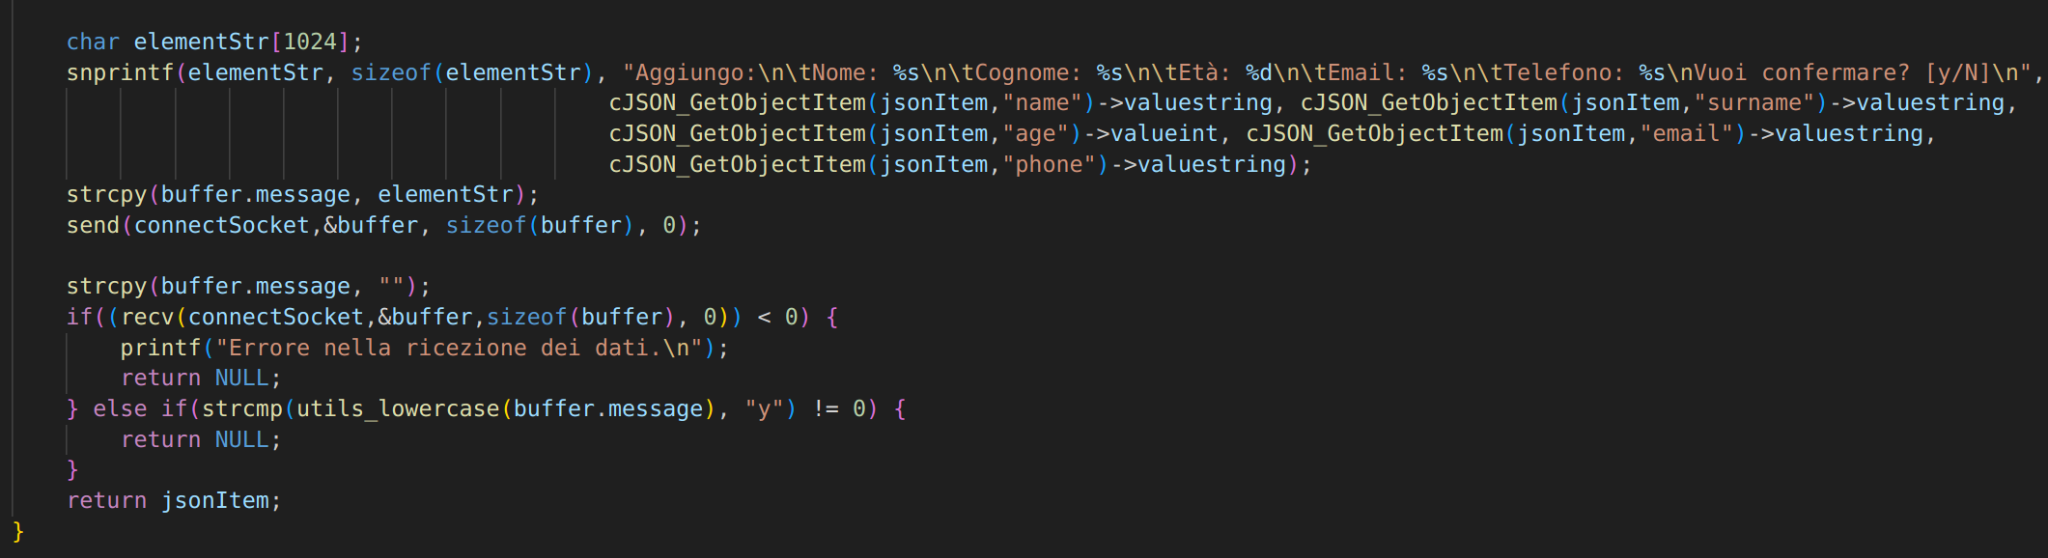 char elementStr[1024];
snprintf(elementStr, sizeof(elementStr), "Aggiungo:\n\tNome: %s\n\tCognome: %s\n\tEtà: %d\n\tEmail: %s\n\tTelefono: %s\nVuoi confermare? [y/N]\n",
cJSON_GetObjectItem(jsonItem,"name")->valuestring, cJSON_GetObjectItem(jsonItem,"surname")->valuestring,
cJSON_GetObjectItem(jsonItem,"age")->valueint, cJSON_GetObjectItem(jsonItem,"email")->valuestring,
cJSON_GetObjectItem(jsonItem,"phone")->valuestring);
strcpy(buffer.message, elementStr);
send(connectSocket,&buffer, sizeof(buffer), 0);
strcpy(buffer.message, "");
if((recv(connectSocket,&buffer,sizeof(buffer), 0)) < 0) {
printf("Errore nella ricezione dei dati.\n");
return NULL;
} else if(strcmp(utils_lowercase(buffer.message), "y") != 0) {
return NULL;
}
return jsonItem;
}